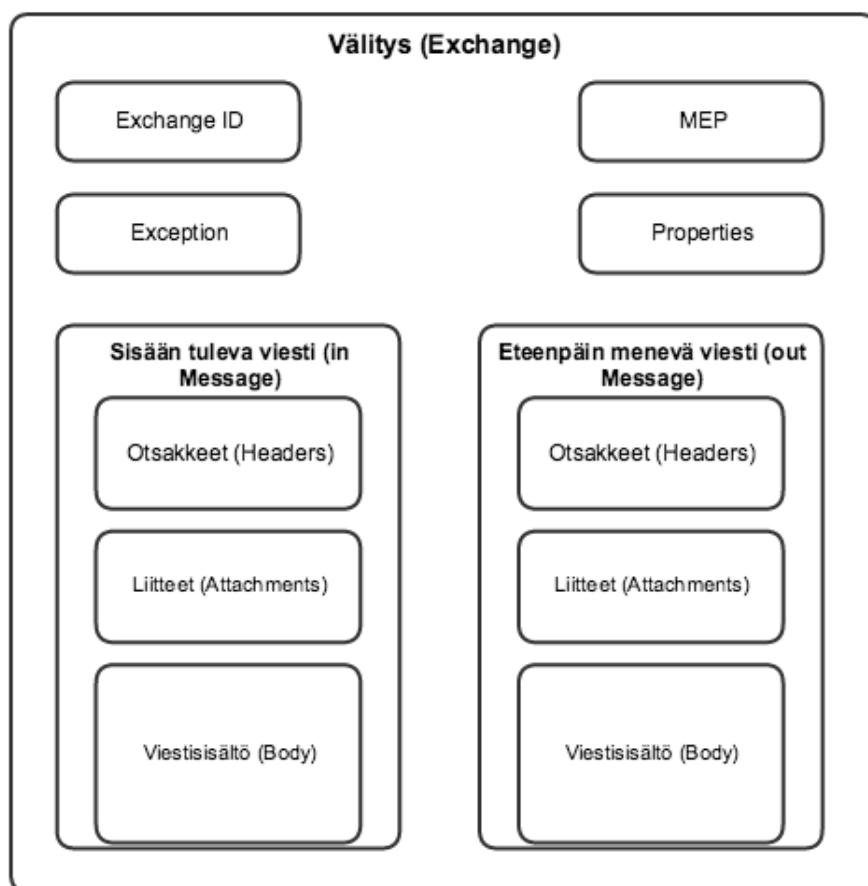 Välitys (Exchange)
Exchange ID
MEP
Exception
Properties
Sisään tuleva viesti (in
Message)
Otsakkeet (Headers)
Liitteet (Attachments)
Viestisisältö (Body)
Eteenpäin menevä viesti (out
Message)
Otsakkeet (Headers)
Liitteet (Attachments)
Viestisisältö (Body)